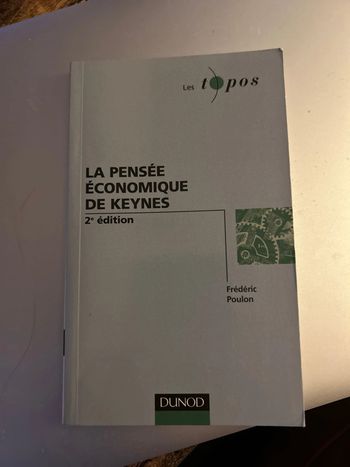 Les topos
LA PENSÉE
ÉCONOMIQUE
DE KEYNES
2e édition
Frédéric
Poulon
DUNOD